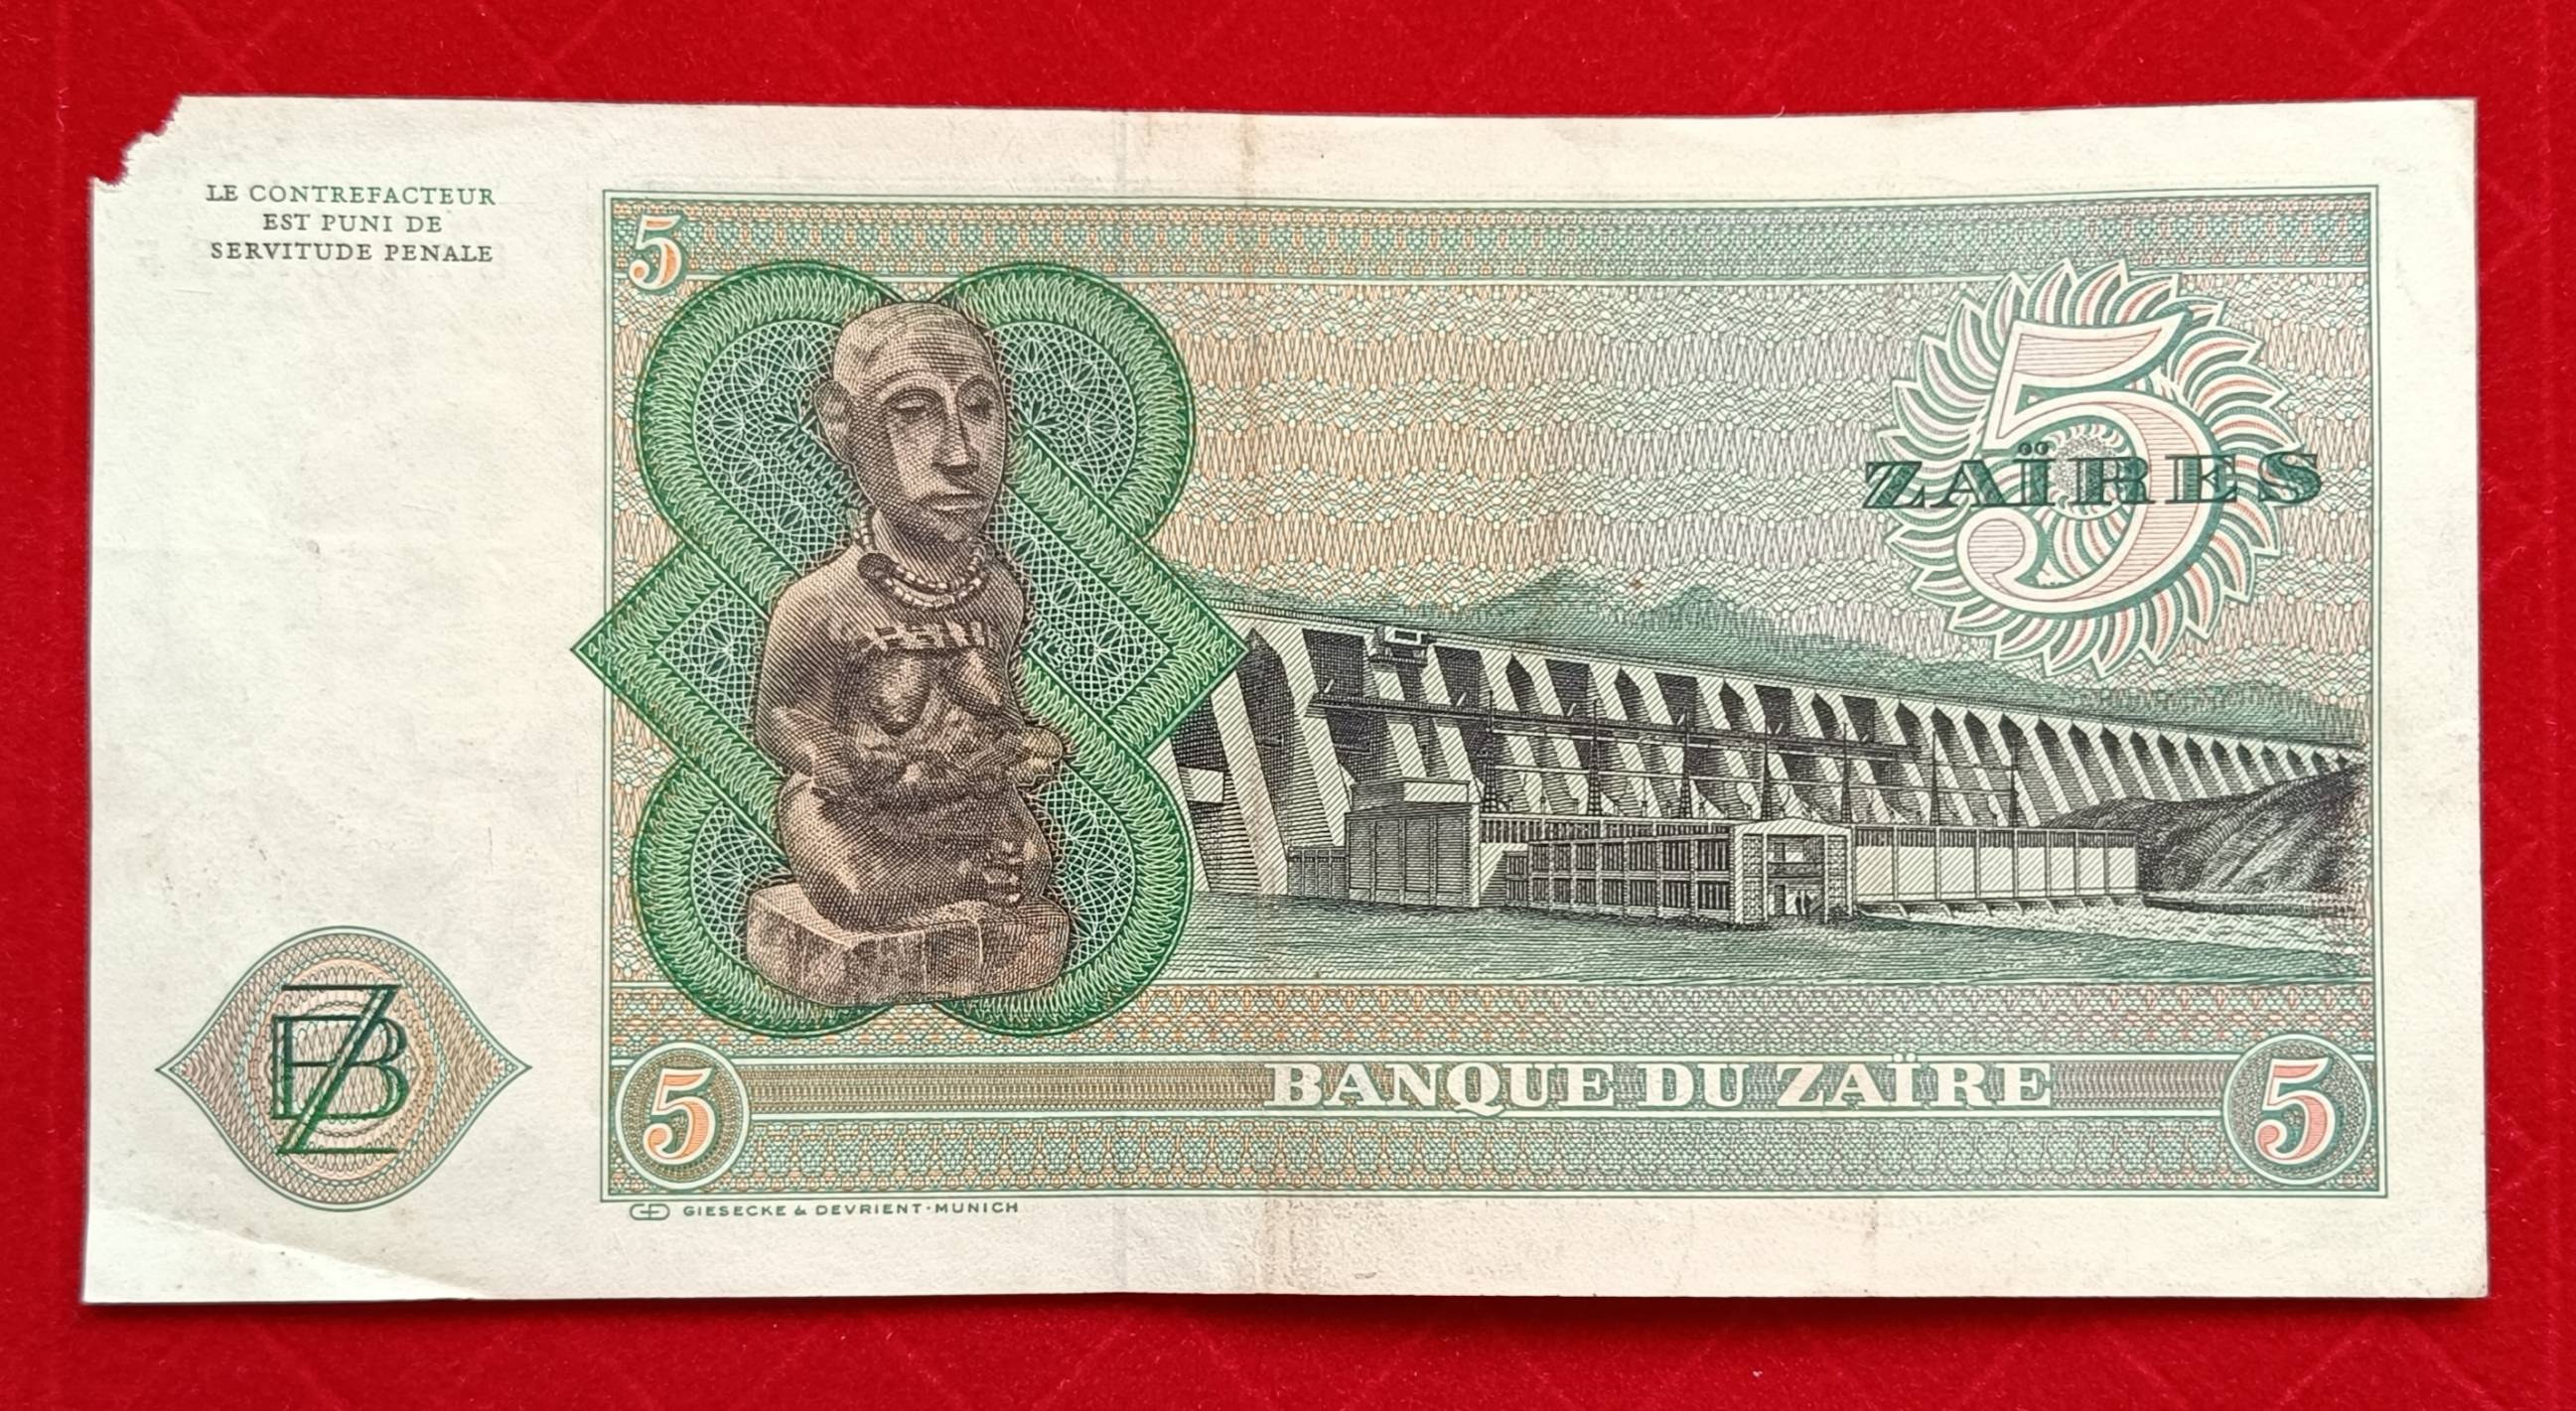 LE CONTREFACTEUR
EST PUNI DE
SERVITUDE PENALE
5
5
ZAÏRES
BZ
5
BANQUE DU ZAÏRE
5
GD GIESECKE & DEVRIENT·MUNICH